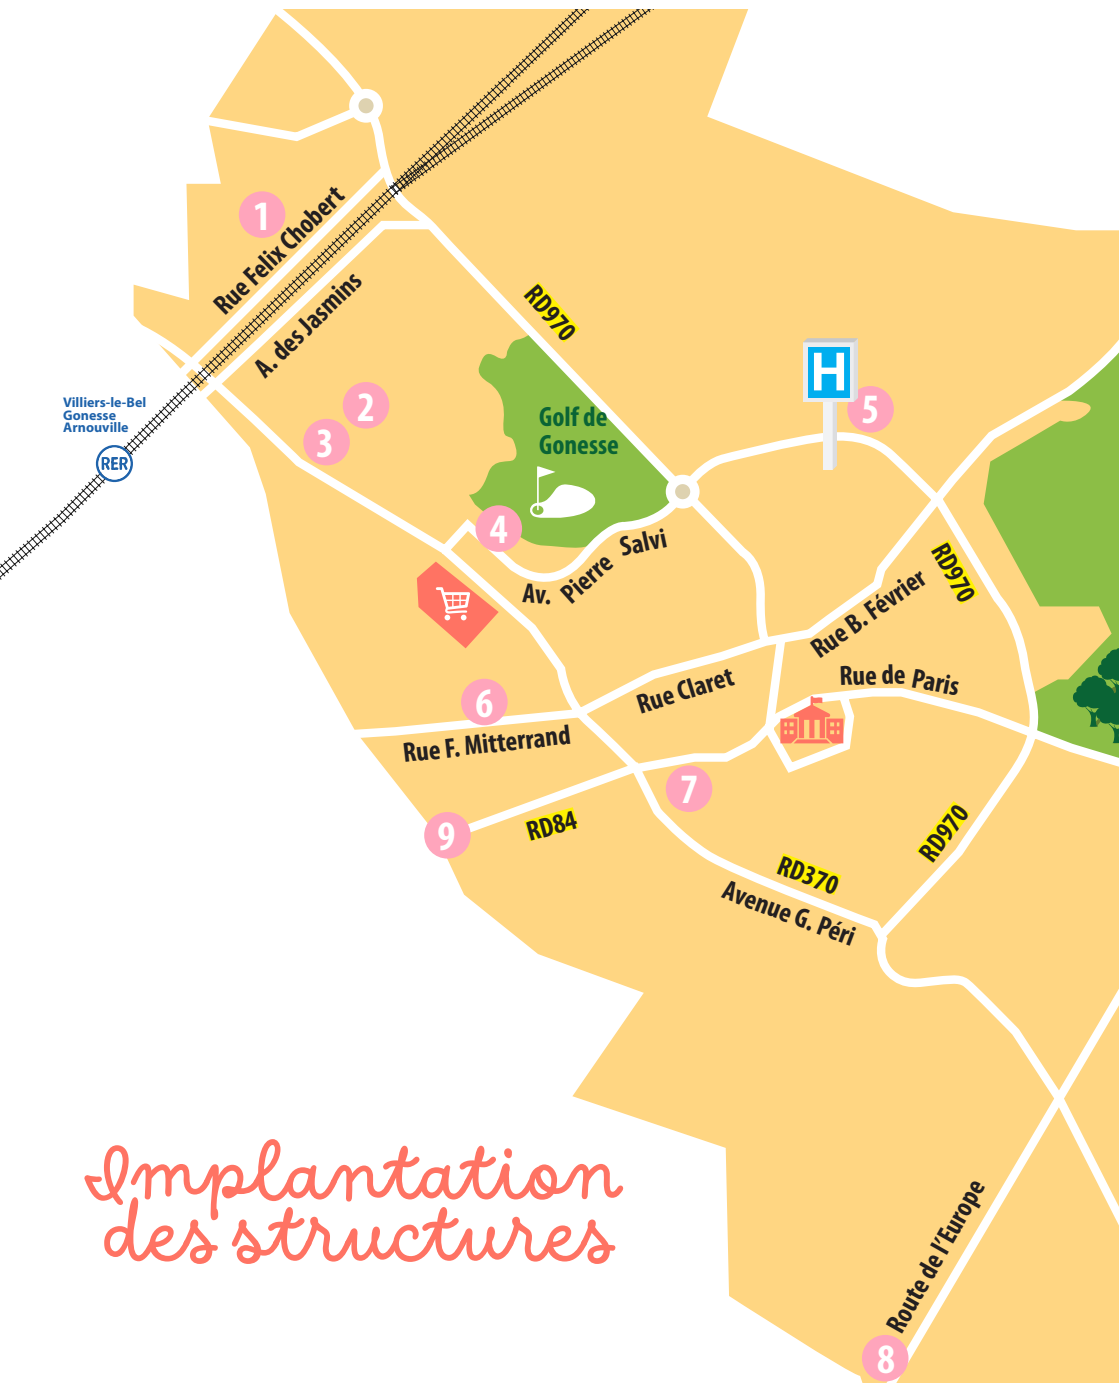 1
Rue Felix Chobert
A. des Jasmins
RD970
Villiers-le-Bel
Gonesse
Arnouville
RER
2
3
Golf de
Gonesse
H
5
4
Av. Pierre Salvi
RD970
Rue B. Février
Rue de Paris
Rue Claret
6
Rue F. Mitterrand
7
9
RD84
RD970
RD370
Avenue G. Péri
Implantation
des structures
Route de l'Europe
8